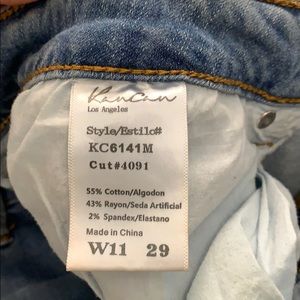 KanCan
Los Angeles
Style/Estilo#
KC6141M
Cut#4091
55% Cotton/Algodon
43% Rayon/Seda Artificial
2% Spandex/Elastano
Made in China
W11 29